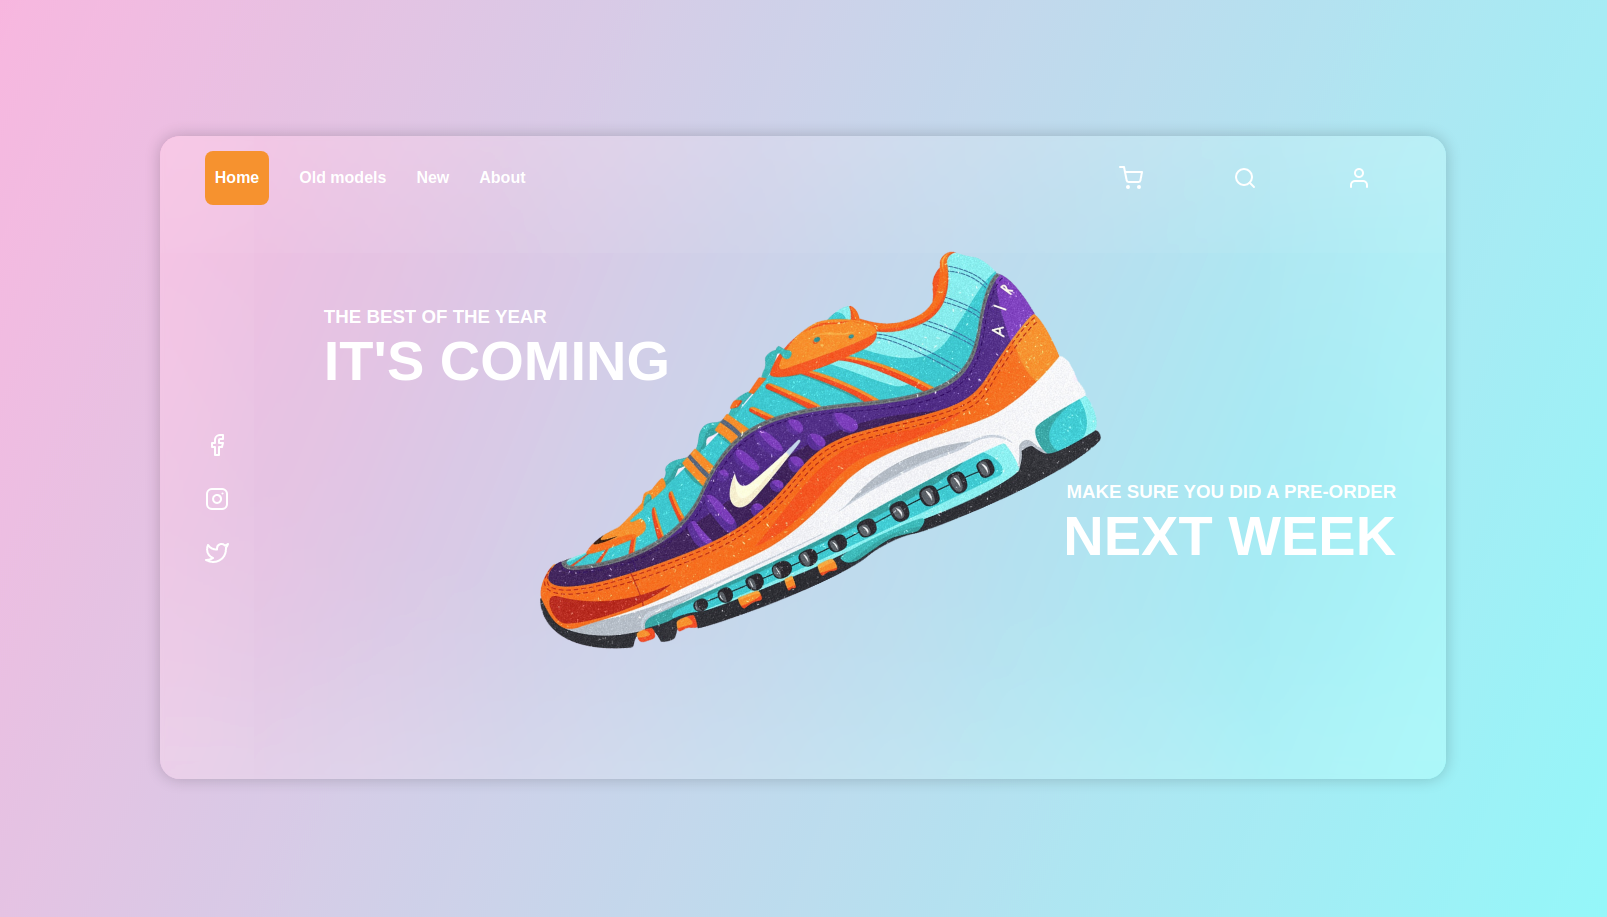 Home
Old models
New
About
THE BEST OF THE YEAR
IT'S COMING
AIR
MAKE SURE YOU DID A PRE-ORDER
NEXT WEEK